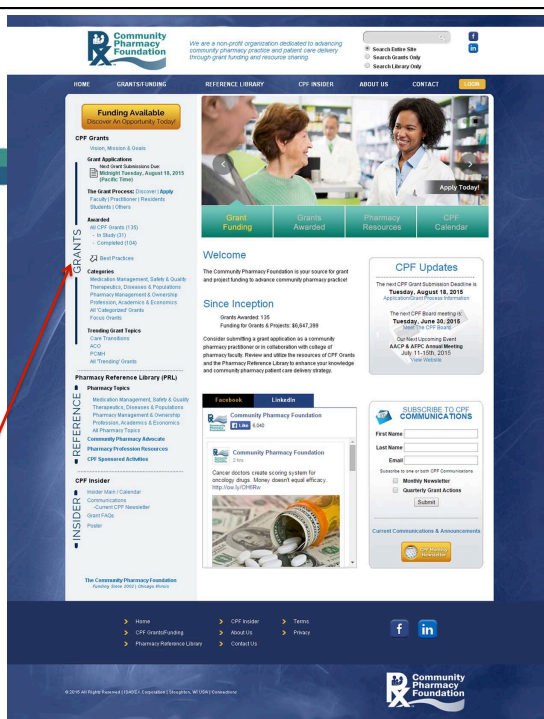 Community
Pharmacy
Foundation
We are a non-profit organization dedicated to advancing
community pharmacy practice and patient care delivery
through grant funding and resource sharing.
Search Entire Site
Search Grants Only
Search Library Only
f
in
HOME GRANTS/FUNDING REFERENCE LIBRARY CPF INSIDER ABOUT US CONTACT LOGIN
Funding Available
Discover An Opportunity Today!
CPF Grants
Vision, Mission & Goals
Grant Applications
Next Grant Submissions Due:
Midnight Tuesday, August 18, 2015
(Pacific Time)
The Grant Process: Discover | Apply
Faculty | Practitioner | Residents
Students | Others
Awarded
All CPF Grants (135)
- In Study (31)
- Completed (104)
Best Practices
Categories
Medication Management, Safety & Quality
Therapeutics, Diseases & Populations
Pharmacy Management & Ownership
Profession, Academics & Economics
All 'Categorized' Grants
Focus Grants
Trending Grant Topics
Care Transitions
ACO
PCMH
All 'Trending' Grants
GRANTS
Pharmacy Reference Library (PRL)
Pharmacy Topics
Medication Management, Safety & Quality
Therapeutics, Diseases & Populations
Pharmacy Management & Ownership
Profession, Academics & Economics
All Pharmacy Topics
Community Pharmacy Advocate
Pharmacy Profession Resources
CPF Sponsored Activities
REFERENCE
CPF Insider
Insider Main / Calendar
Communications
-Current CPF Newsletter
Grant FAQs
Poster
INSIDER
The Community Pharmacy Foundation
Funding Since 2002 | Chicago Illinois
Apply Today!
Grant
Funding
Grants
Awarded
Pharmacy
Resources
CPF
Calendar
Welcome
The Community Pharmacy Foundation is your source for grant
and project funding to advance community pharmacy practice!
Since Inception
Grants Awarded: 135
Funding for Grants & Projects: $6,647,399
Consider submitting a grant application as a community
pharmacy practitioner or in collaboration with college of
pharmacy faculty. Review and utilize the resources of CPF Grants
and the Pharmacy Reference Library to enhance your knowledge
and community pharmacy patient care delivery strategy.
CPF Updates
The next CPF Grant Submission Deadline is
Tuesday, August 18, 2015
Application/Grant Process Information
The next CPF Board meeting is:
Tuesday, June 30, 2015
Meet The CPF Board
Our Next Upcoming Event
AACP & AFPC Annual Meeting
July 11-15th, 2015
View Website
Facebook LinkedIn
Community Pharmacy Foundation
Like
Community Pharmacy Foundation
2 hrs
Cancer doctors create scoring system for
oncology drugs. Money doesn't equal efficacy
SUBSCRIBE TO CPF
COMMUNICATIONS
First Name
Last Name
Email
Subscribe to one or both CPF Communications
Monthly Newsletter
Quarterly Grant Actions
Submit
Current Communications & Announcements
CPF Monthly
Newsletter
Home
CPF Grants/Funding
Pharmacy Reference Library
CPF Insider
About Us
Contact Us
Terms
Privacy
f
in
Community
Pharmacy
Foundation